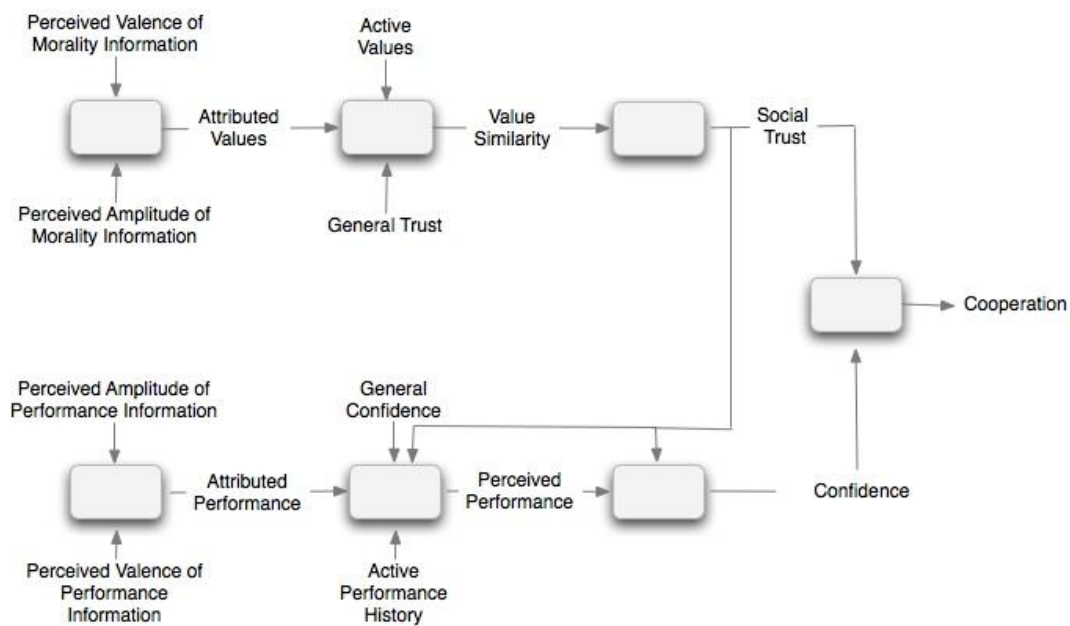 Perceived Valence of
Morality Information
Active
Values
Attributed
Values
Value
Similarity
Social
Trust
Perceived Amplitude of
Morality Information
General Trust
Cooperation
Perceived Amplitude of
Performance Information
General
Confidence
Attributed
Performance
Perceived
Performance
Confidence
Perceived Valence of
Performance
Information
Active
Performance
History